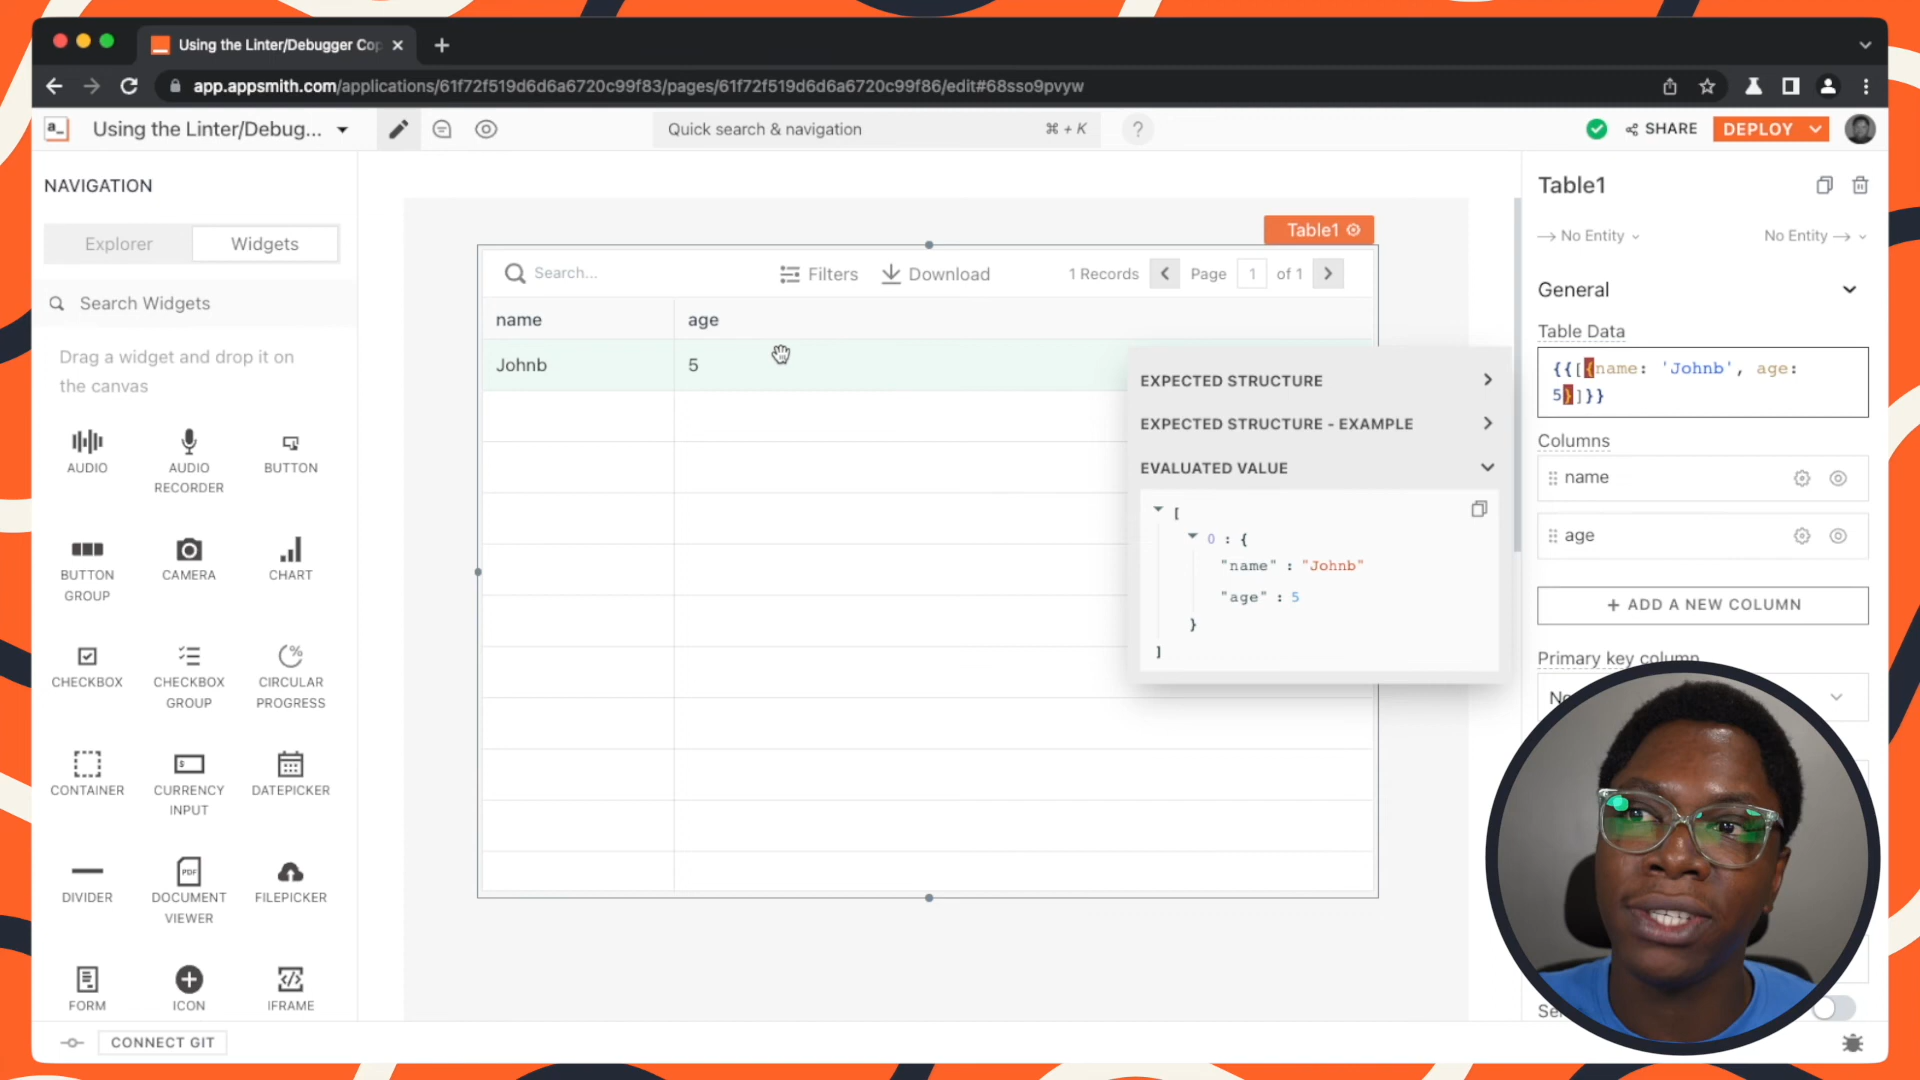 Using the Linter/Debugger Cop
app.appsmith.com/applications/61f72f519d6d6a6720c99f83/pages/61f72f519d6d6a6720c99f86/edit#68sso9pvyw
a_
Using the Linter/Debug...
Quick search & navigation
⌘ + K
?
SHARE
DEPLOY
NAVIGATION
Explorer
Widgets
Search Widgets
Drag a widget and drop it on
the canvas
AUDIO
AUDIO
RECORDER
BUTTON
BUTTON
GROUP
CAMERA
CHART
CHECKBOX
CHECKBOX
GROUP
CIRCULAR
PROGRESS
CONTAINER
CURRENCY
INPUT
DATEPICKER
DIVIDER
PDF
DOCUMENT
VIEWER
FILEPICKER
FORM
ICON
IFRAME
CONNECT GIT
Table1
Search...
Filters
Download
1 Records
Page
1
of 1
name
age
Johnb
5
EXPECTED STRUCTURE
EXPECTED STRUCTURE - EXAMPLE
EVALUATED VALUE
[
0 : {
"name" : "Johnb"
"age" : 5
}
]
Table1
No Entity
No Entity
General
Table Data
{{[{name: 'Johnb', age:
5}]}}
Columns
name
age
+ ADD A NEW COLUMN
Primary key column